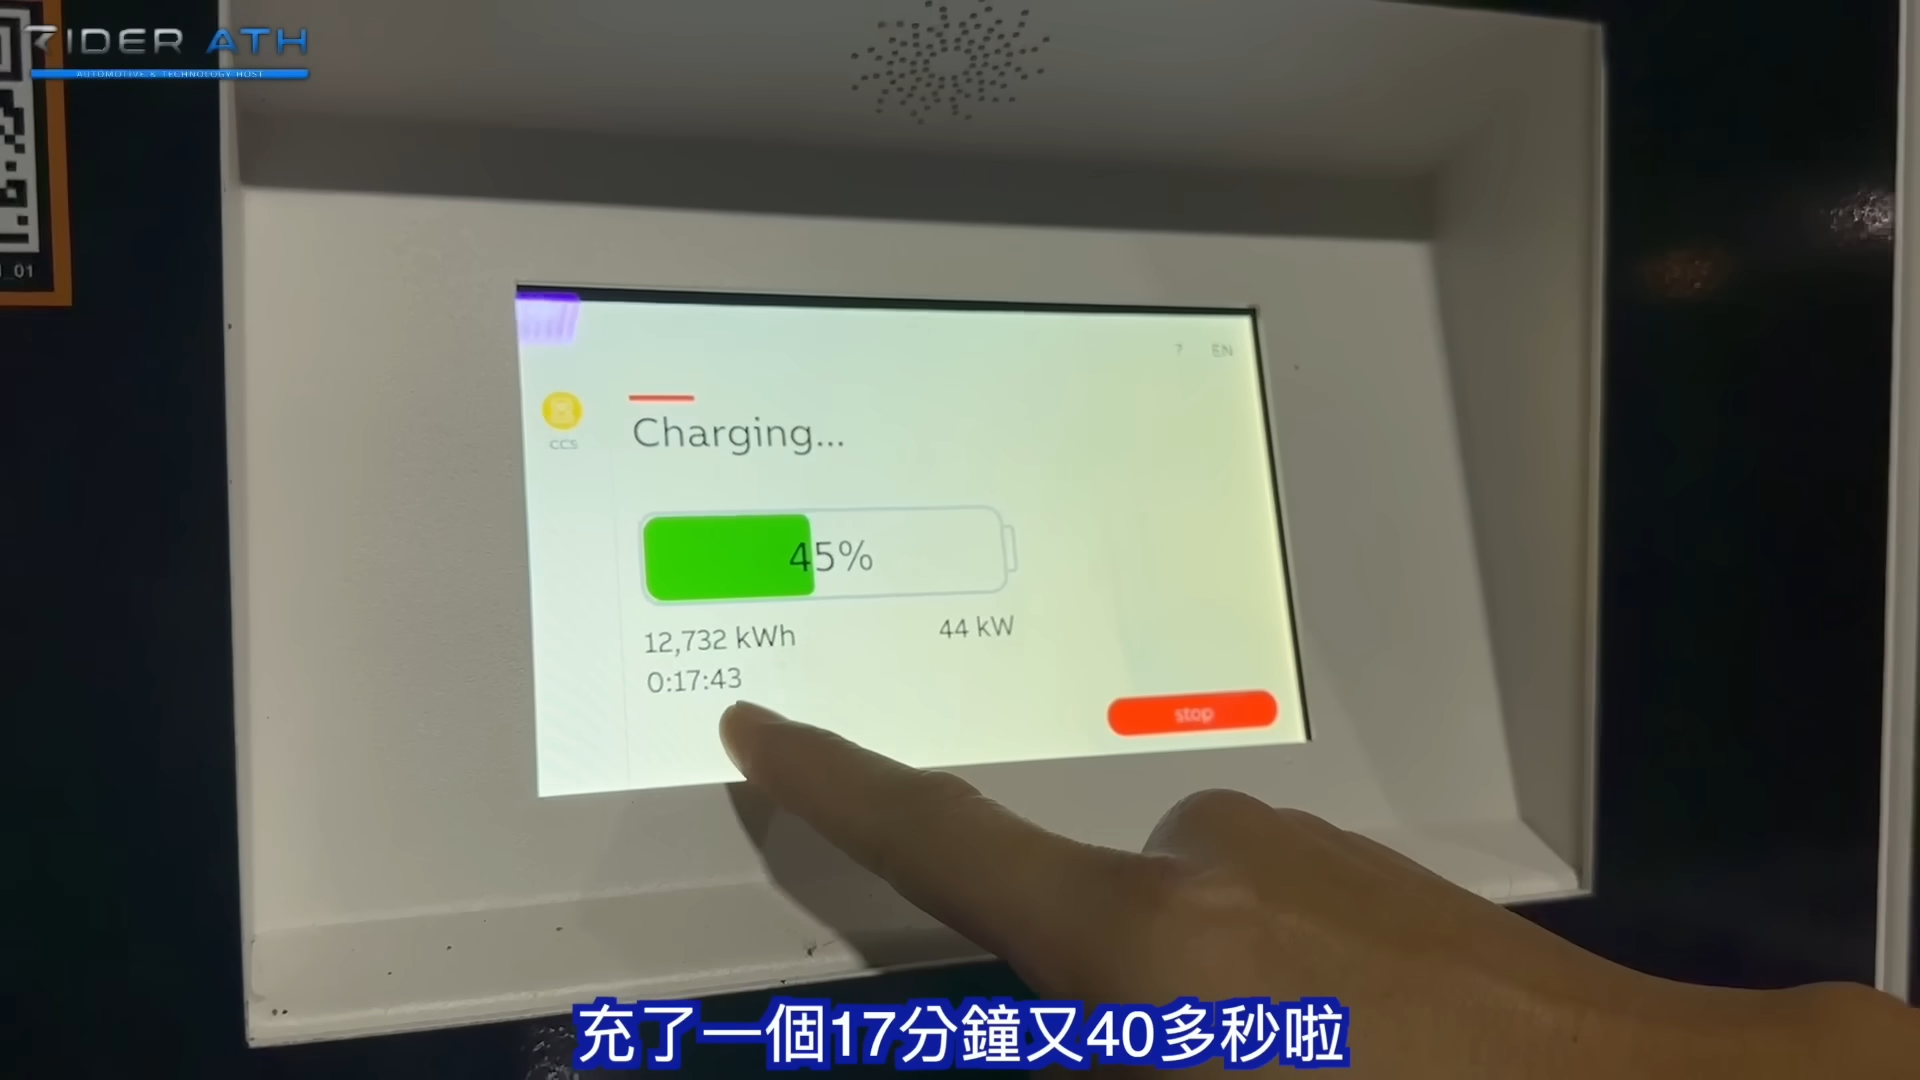 RIDER ATH
AUTOMOTIVE & TECHNOLOGY HOST
_01
? EN
CCS
Charging...
45%
12,732 kWh
44 kW
0:17:43
stop
充了一個17分鐘又40多秒啦